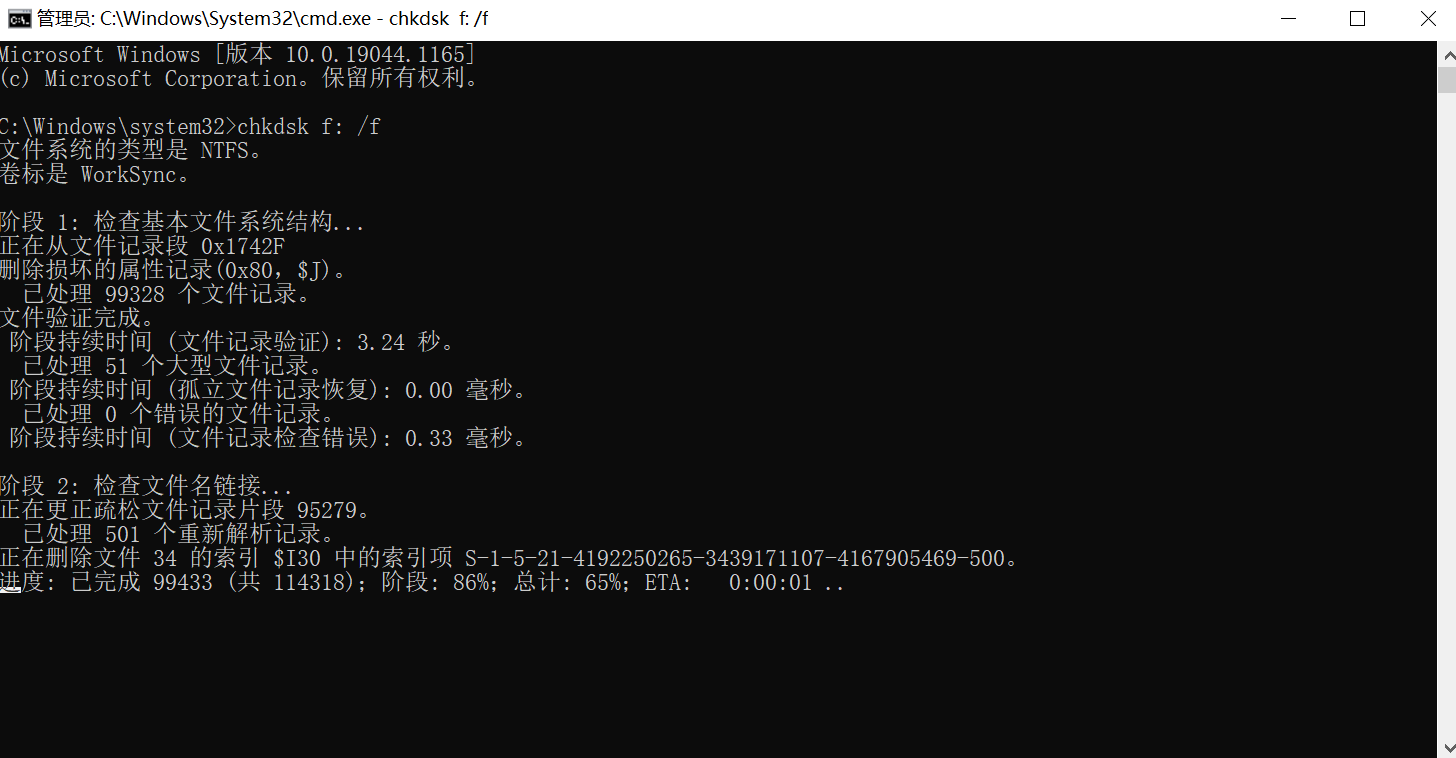 管理员: C:\Windows\System32\cmd.exe - chkdsk  f: /f
Microsoft Windows [版本 10.0.19044.1165]
(c) Microsoft Corporation。保留所有权利。
C:\Windows\system32>chkdsk f: /f
文件系统的类型是 NTFS。
卷标是 WorkSync。
阶段 1: 检查基本文件系统结构...
正在从文件记录段 0x1742F
删除损坏的属性记录(0x80，$J)。
已处理 99328 个文件记录。
文件验证完成。
阶段持续时间 (文件记录验证): 3.24 秒。
已处理 51 个大型文件记录。
阶段持续时间 (孤立文件记录恢复): 0.00 毫秒。
已处理 0 个错误的文件记录。
阶段持续时间 (文件记录检查错误): 0.33 毫秒。
阶段 2: 检查文件名链接...
正在更正疏松文件记录片段 95279。
已处理 501 个重新解析记录。
正在删除文件 34 的索引 $I30 中的索引项 S-1-5-21-4192250265-3439171107-4167905469-500。
进度: 已完成 99433 (共 114318)；阶段: 86%；总计: 65%；ETA:   0:00:01 ..